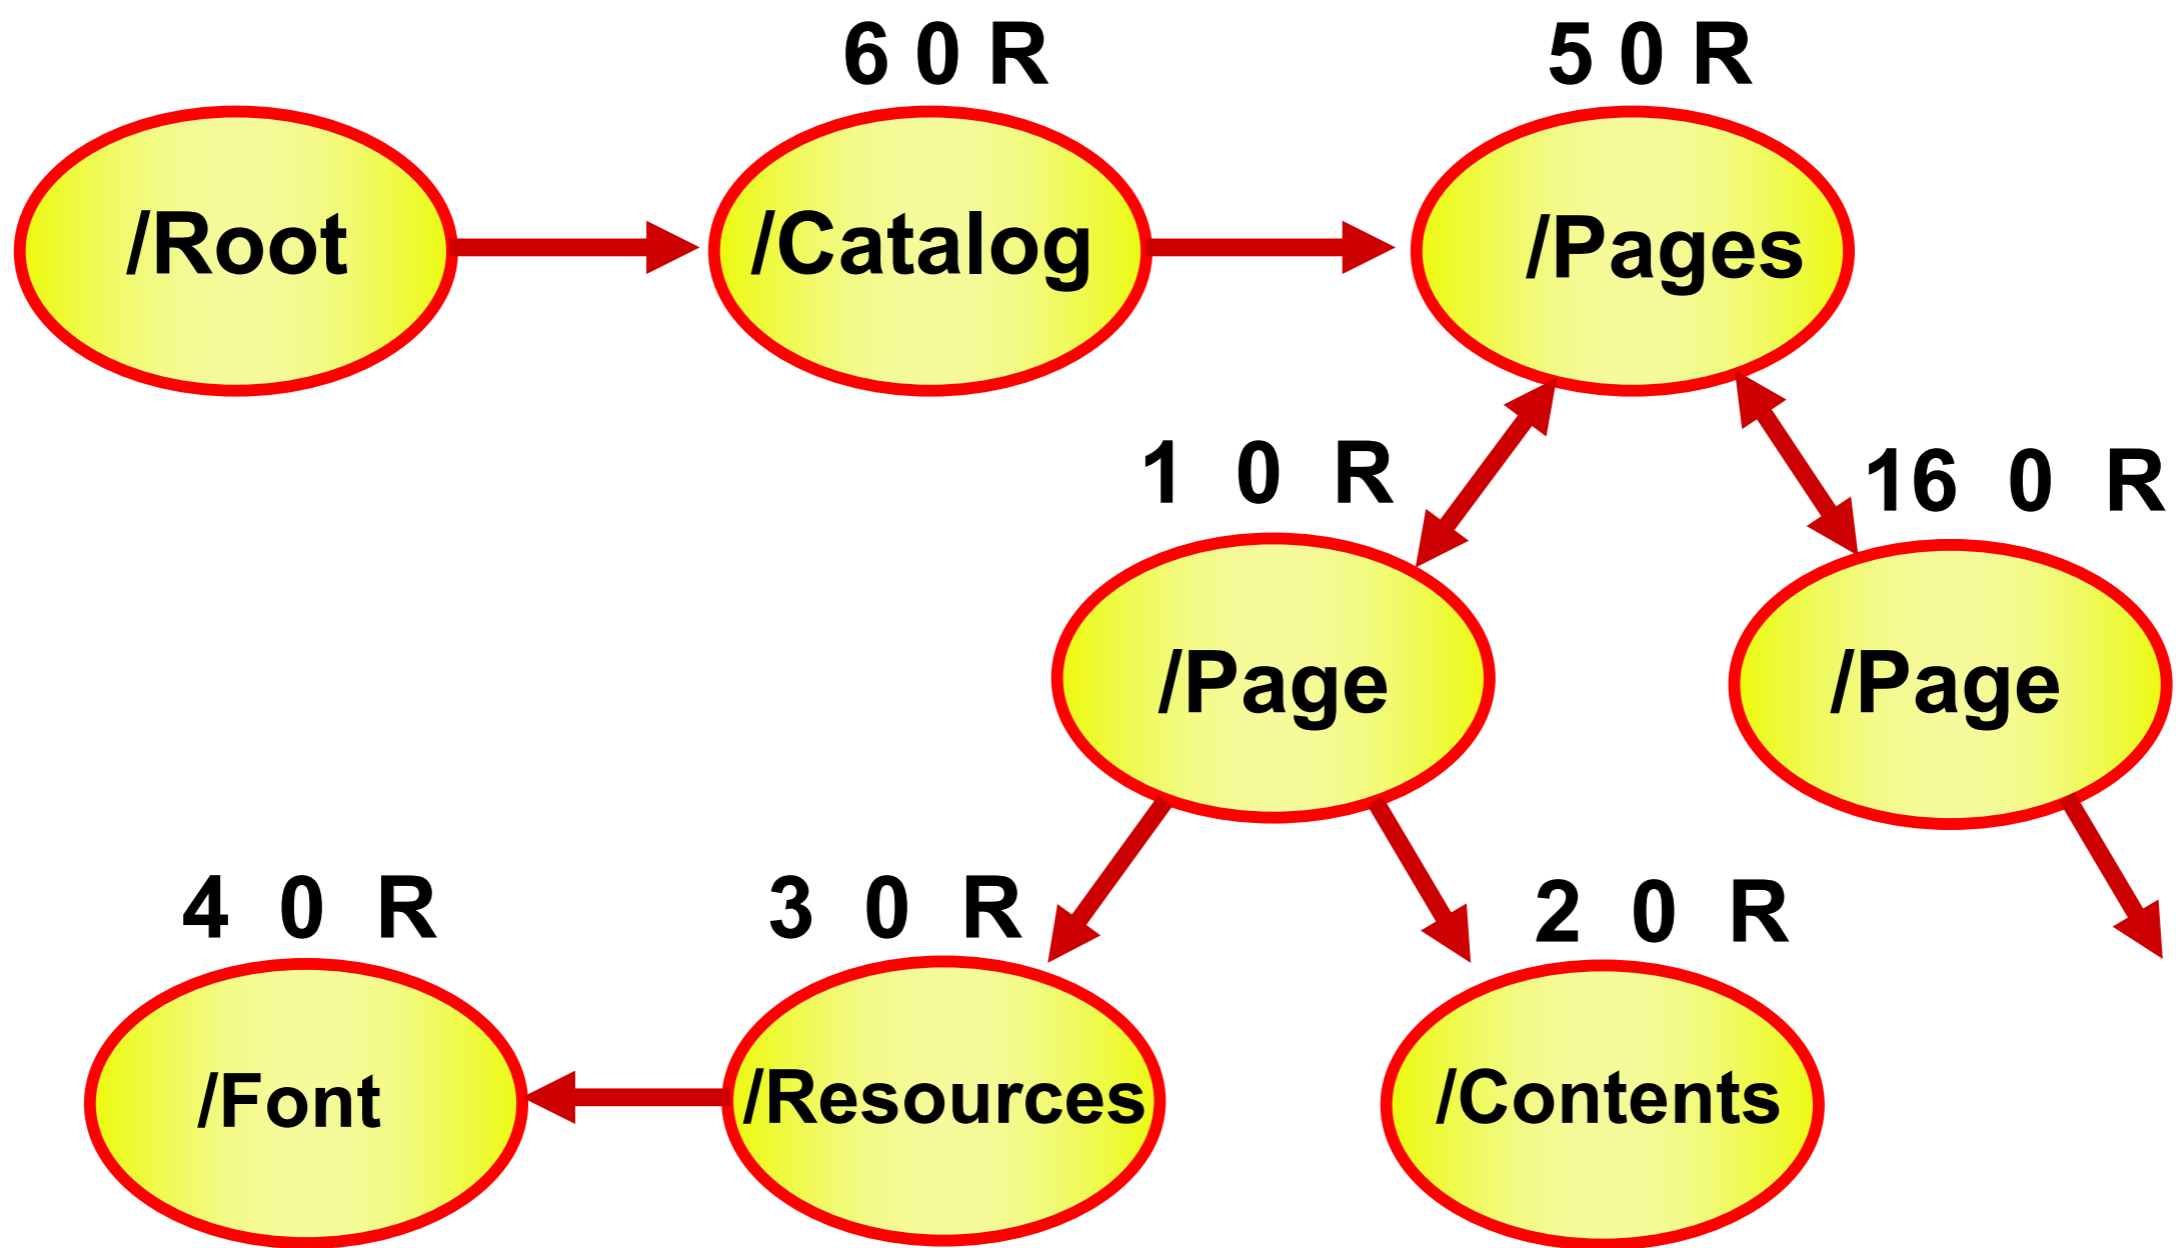 6 0 R
5 0 R
/Root
/Catalog
/Pages
1 0 R
16 0 R
/Page
/Page
4 0 R
3 0 R
2 0 R
/Font
/Resources
/Contents